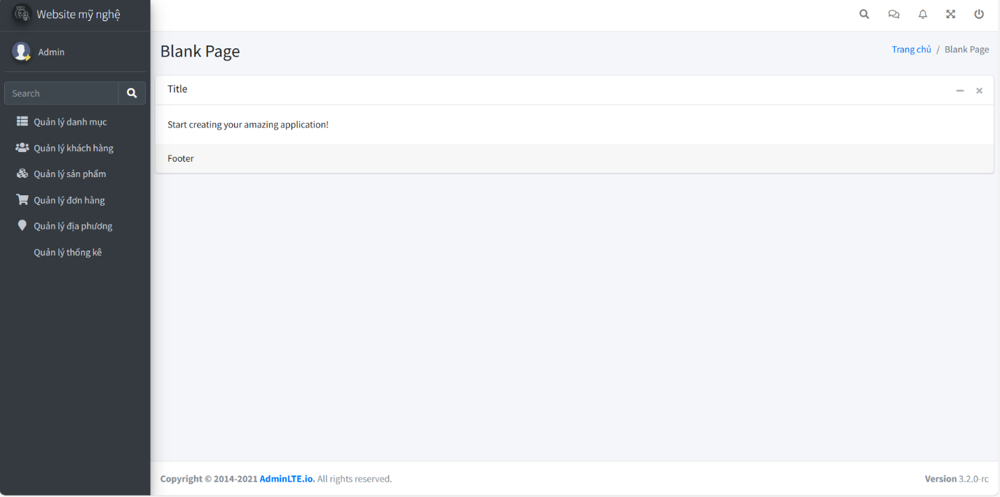 Website mỹ nghệ
Admin
Search
Quản lý danh mục
Quản lý khách hàng
Quản lý sản phẩm
Quản lý đơn hàng
Quản lý địa phương
Quản lý thống kê
Blank Page
Trang chủ / Blank Page
Title
Start creating your amazing application!
Footer
Copyright © 2014-2021 AdminLTE.io. All rights reserved.
Version 3.2.0-rc